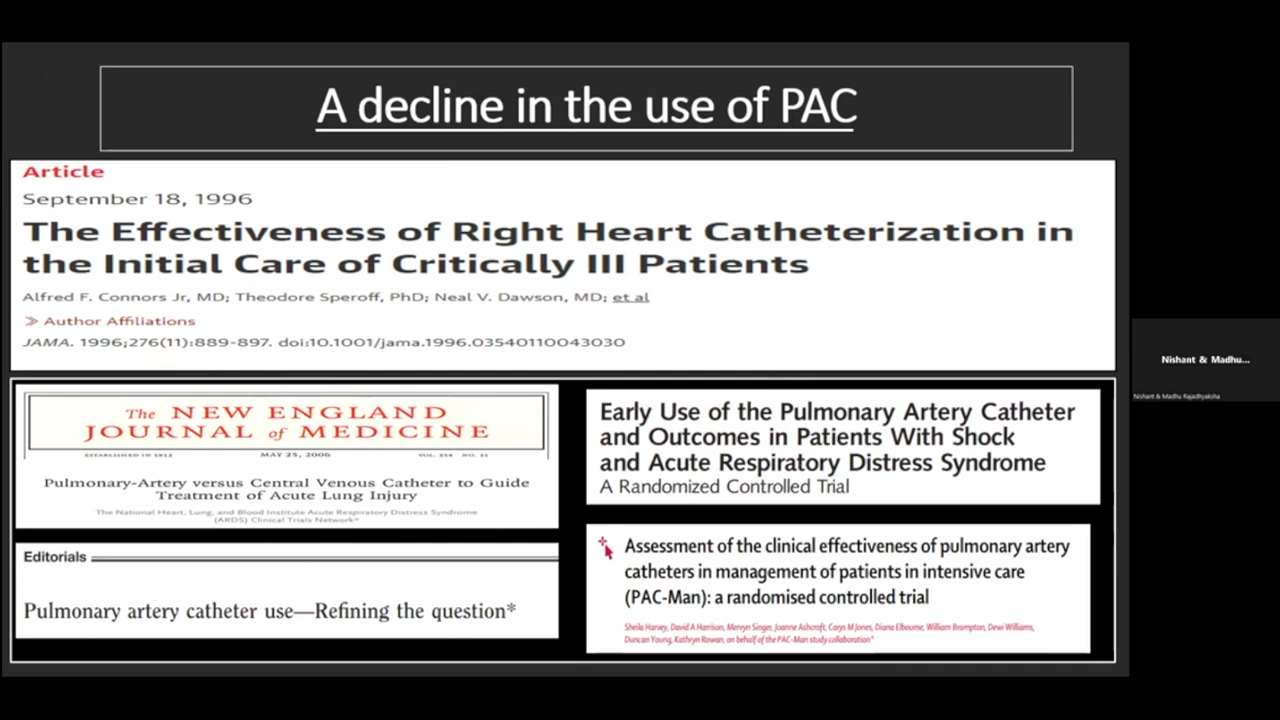 A decline in the use of PAC
Article
September 18, 1996
The Effectiveness of Right Heart Catheterization in
the Initial Care of Critically III Patients
Alfred F. Connors Jr, MD; Theodore Speroff, PhD; Neal V. Dawson, MD; et al
≫ Author Affiliations
JAMA. 1996;276(11):889-897. doi:10.1001/jama.1996.03540110043030
The NEW ENGLAND
JOURNAL of MEDICINE
ESTABLISHED IN 1812 MAY 25, 2006 VOL. 354 NO. 21
Pulmonary-Artery versus Central Venous Catheter to Guide
Treatment of Acute Lung Injury
The National Heart, Lung, and Blood Institute Acute Respiratory Distress Syndrome
(ARDS) Clinical Trials Network*
Editorials
Pulmonary artery catheter use—Refining the question*
Early Use of the Pulmonary Artery Catheter
and Outcomes in Patients With Shock
and Acute Respiratory Distress Syndrome
A Randomized Controlled Trial
Assessment of the clinical effectiveness of pulmonary artery
catheters in management of patients in intensive care
(PAC-Man): a randomised controlled trial
Sheila Harvey, David A Harrison, Mervyn Singer, Joanne Ashcroft, Carys M Jones, Diana Elbourne, William Brampton, Dewi Williams,
Duncan Young, Kathryn Rowan, on behalf of the PAC-Man study collaboration*
Nishant & Madhu...
Nishant & Madhu Rajadhyaksha